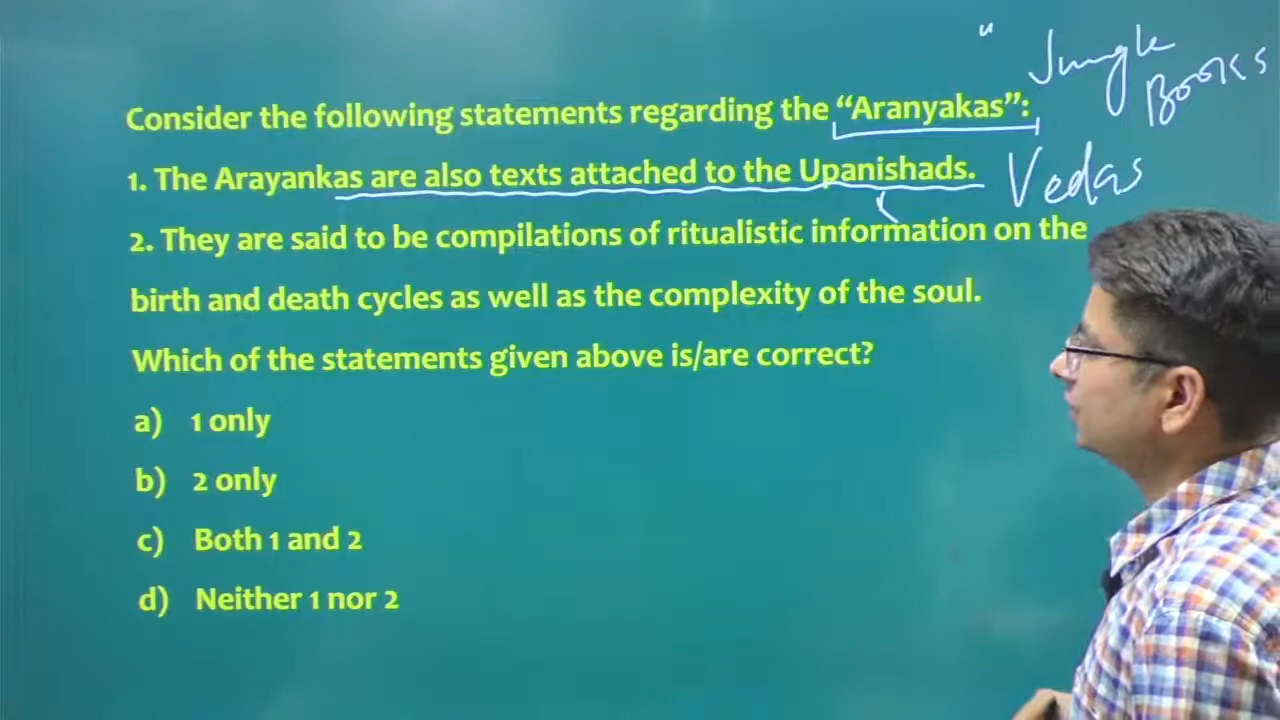 " Jungle
Books
Consider the following statements regarding the “Aranyakas”:
1. The Arayankas are also texts attached to the Upanishads. Vedas
2. They are said to be compilations of ritualistic information on the
birth and death cycles as well as the complexity of the soul.
Which of the statements given above is/are correct?
a) 1 only
b) 2 only
c) Both 1 and 2
d) Neither 1 nor 2